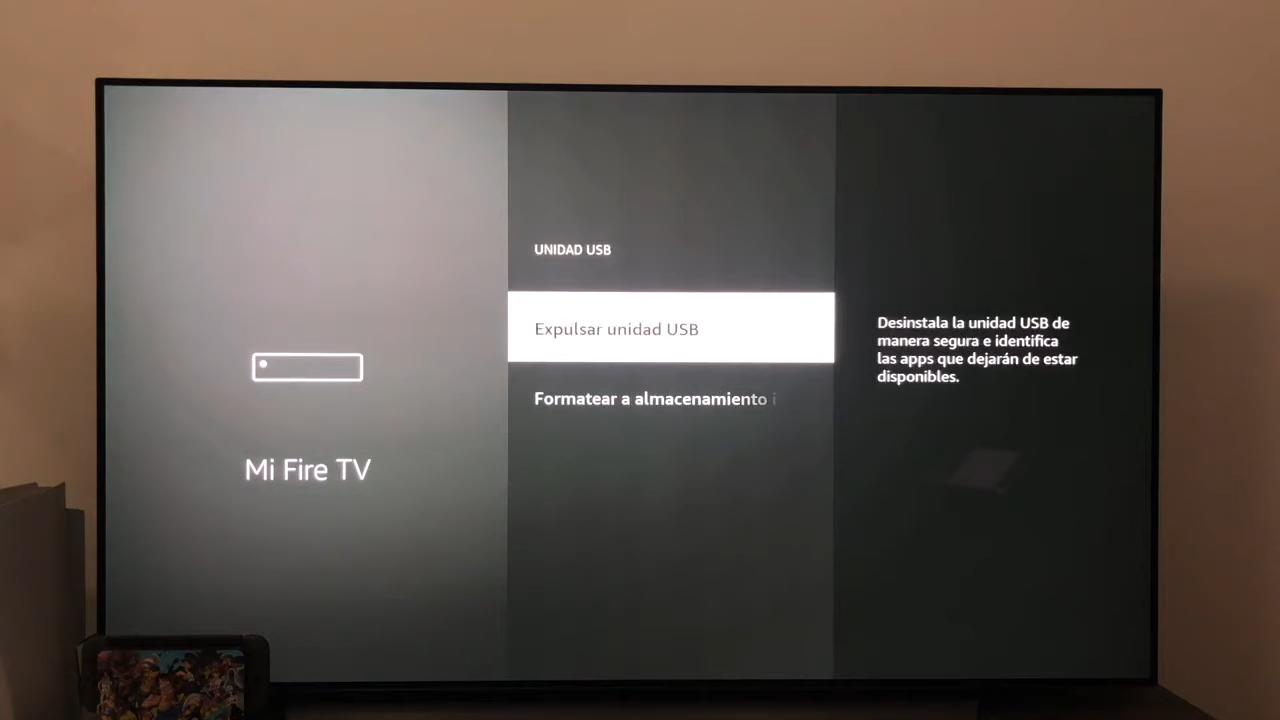 UNIDAD USB
Expulsar unidad USB
Formatear a almacenamiento i
Mi Fire TV
Desinstala la unidad USB de
manera segura e identifica
las apps que dejarán de estar
disponibles.